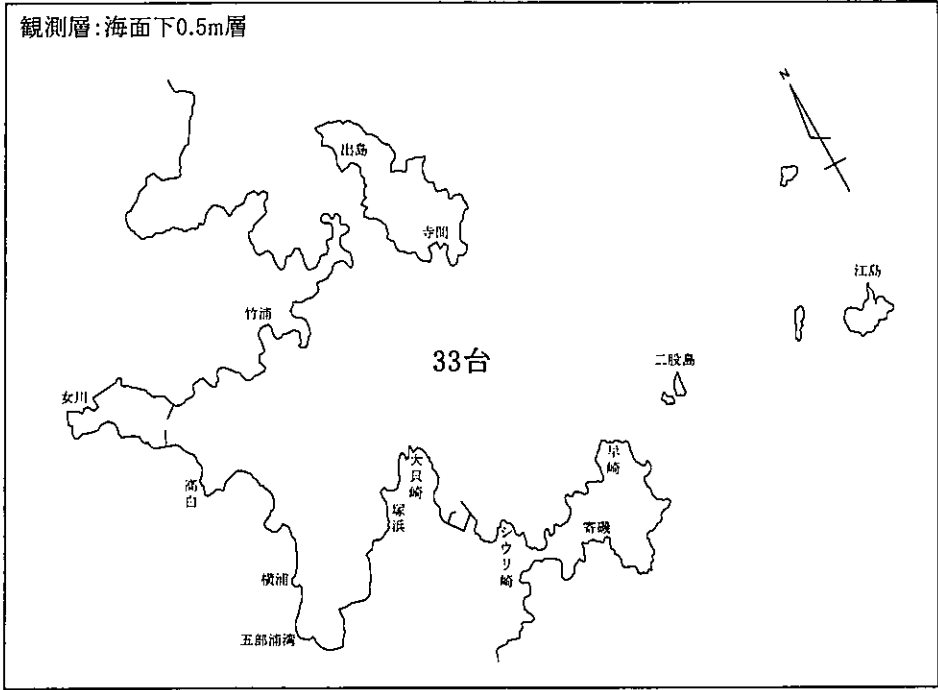 観測層:海面下0.5m層
N
出島
寺間
江島
竹浦
33台
二股島
女川
高白
大貝崎
早崎
塚浜
寄磯
シウリ崎
横浦
五部浦湾